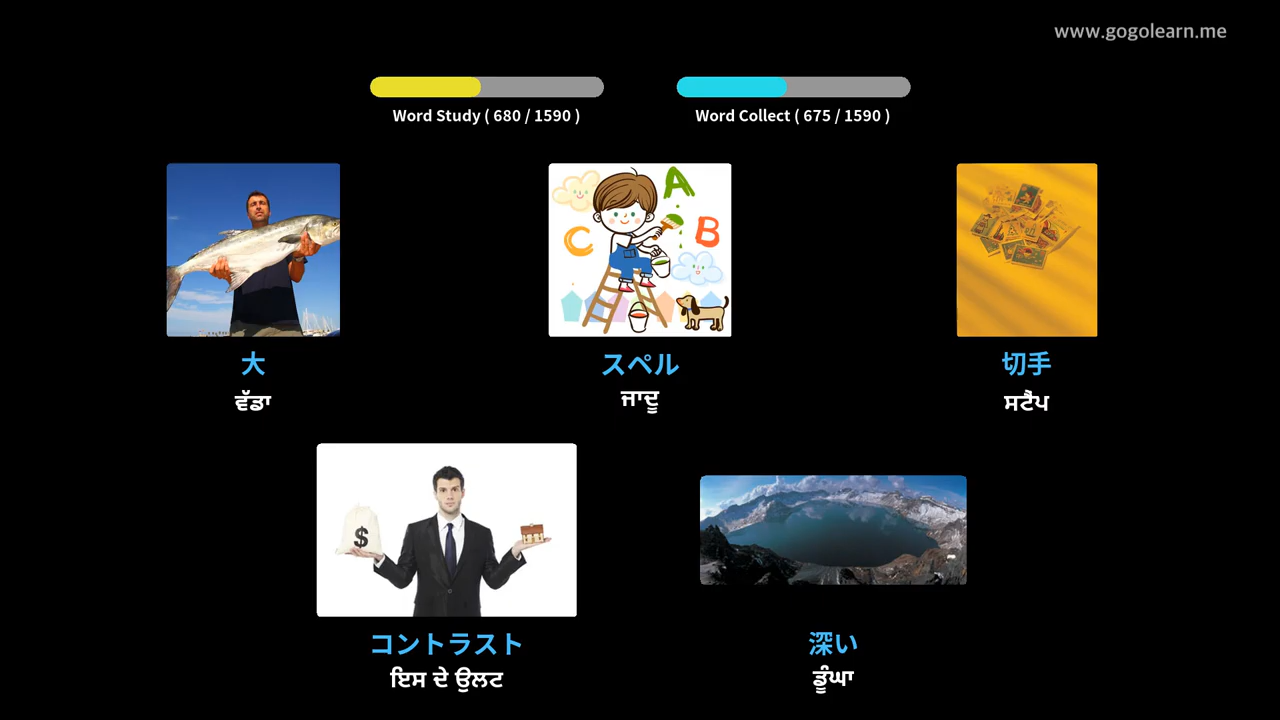 www.gogolearn.me
Word Study ( 680 / 1590 )
Word Collect ( 675 / 1590 )
A
B
C
大
ਵੱਡਾ
スペル
ਜਾਦੂ
切手
ਸਟੈਂਪ
$
コントラスト
ਇਸ ਦੇ ਉਲਟ
深い
ਡੂੰਘਾ